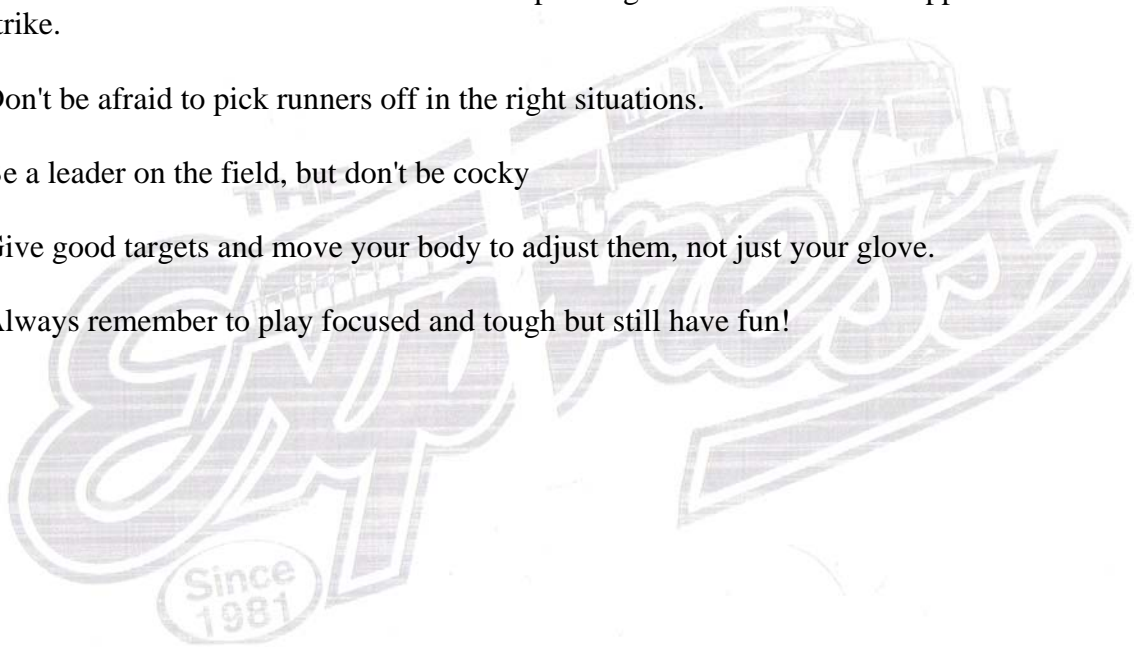 trike.
Don't be afraid to pick runners off in the right situations.
Be a leader on the field, but don't be cocky
Give good targets and move your body to adjust them, not just your glove.
Always remember to play focused and tough but still have fun!
THE
Express
Since
1981